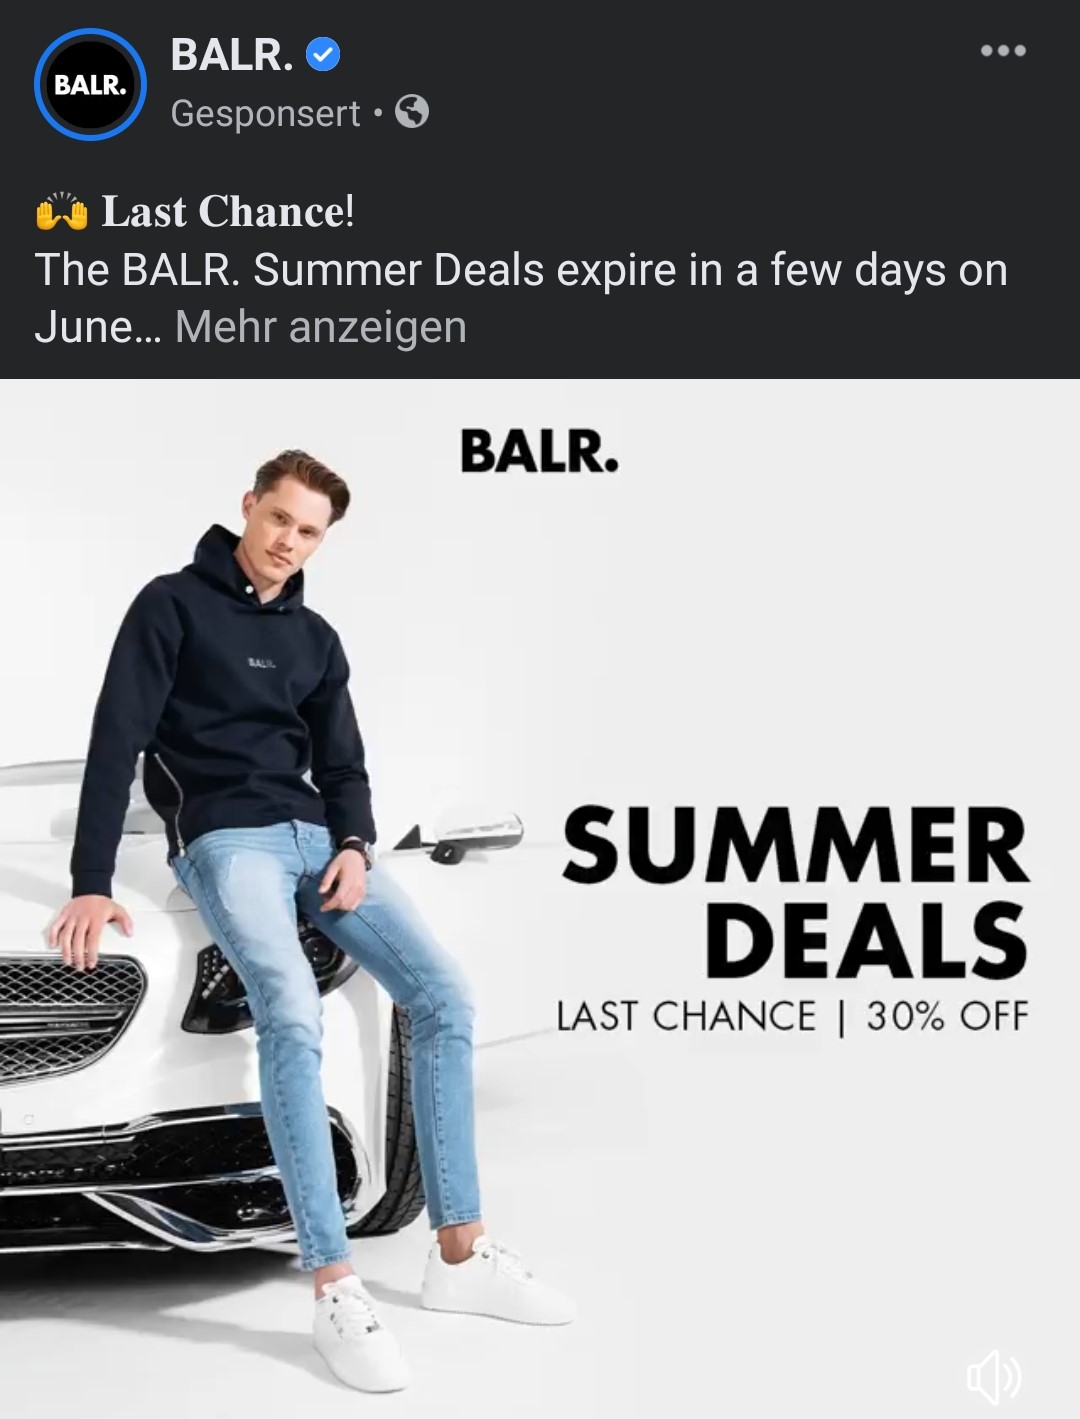 BALR.
BALR.
Gesponsert •
🙌 Last Chance!
The BALR. Summer Deals expire in a few days on
June... Mehr anzeigen
BALR.
BALR.
SUMMER
DEALS
LAST CHANCE | 30% OFF